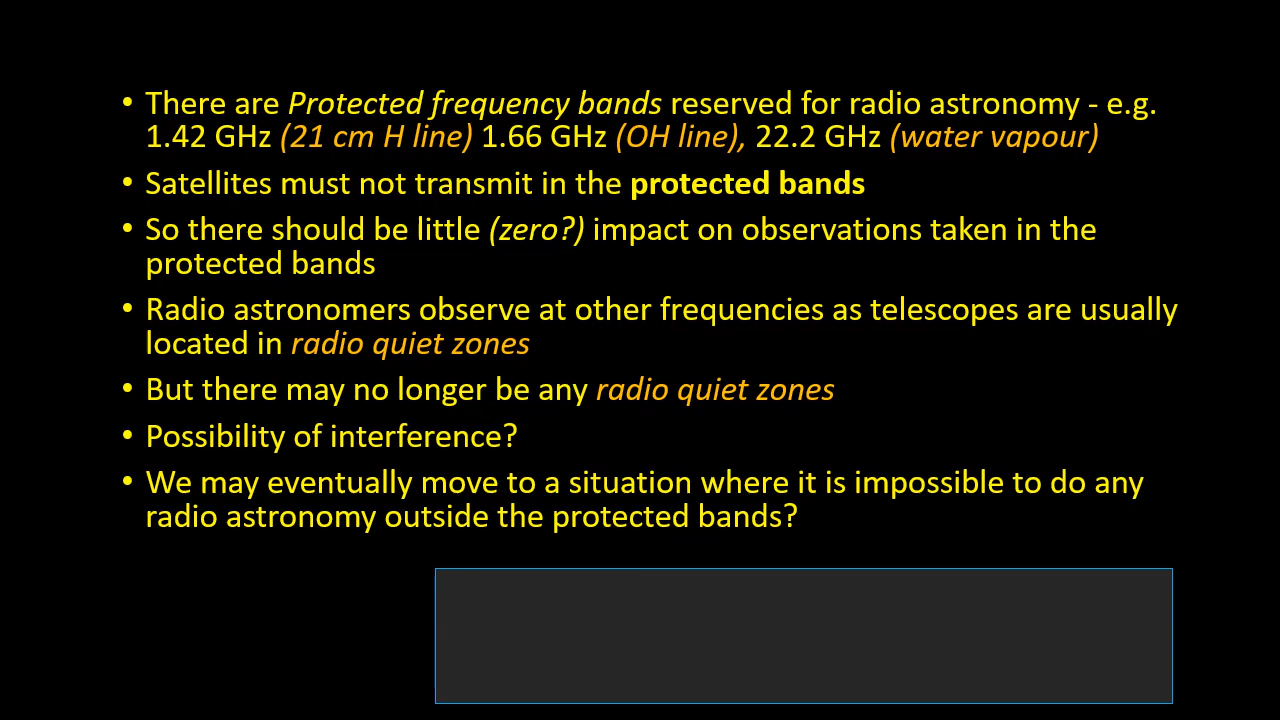 • There are Protected frequency bands reserved for radio astronomy - e.g.
1.42 GHz (21 cm H line) 1.66 GHz (OH line), 22.2 GHz (water vapour)
• Satellites must not transmit in the protected bands
• So there should be little (zero?) impact on observations taken in the
protected bands
• Radio astronomers observe at other frequencies as telescopes are usually
located in radio quiet zones
• But there may no longer be any radio quiet zones
• Possibility of interference?
• We may eventually move to a situation where it is impossible to do any
radio astronomy outside the protected bands?